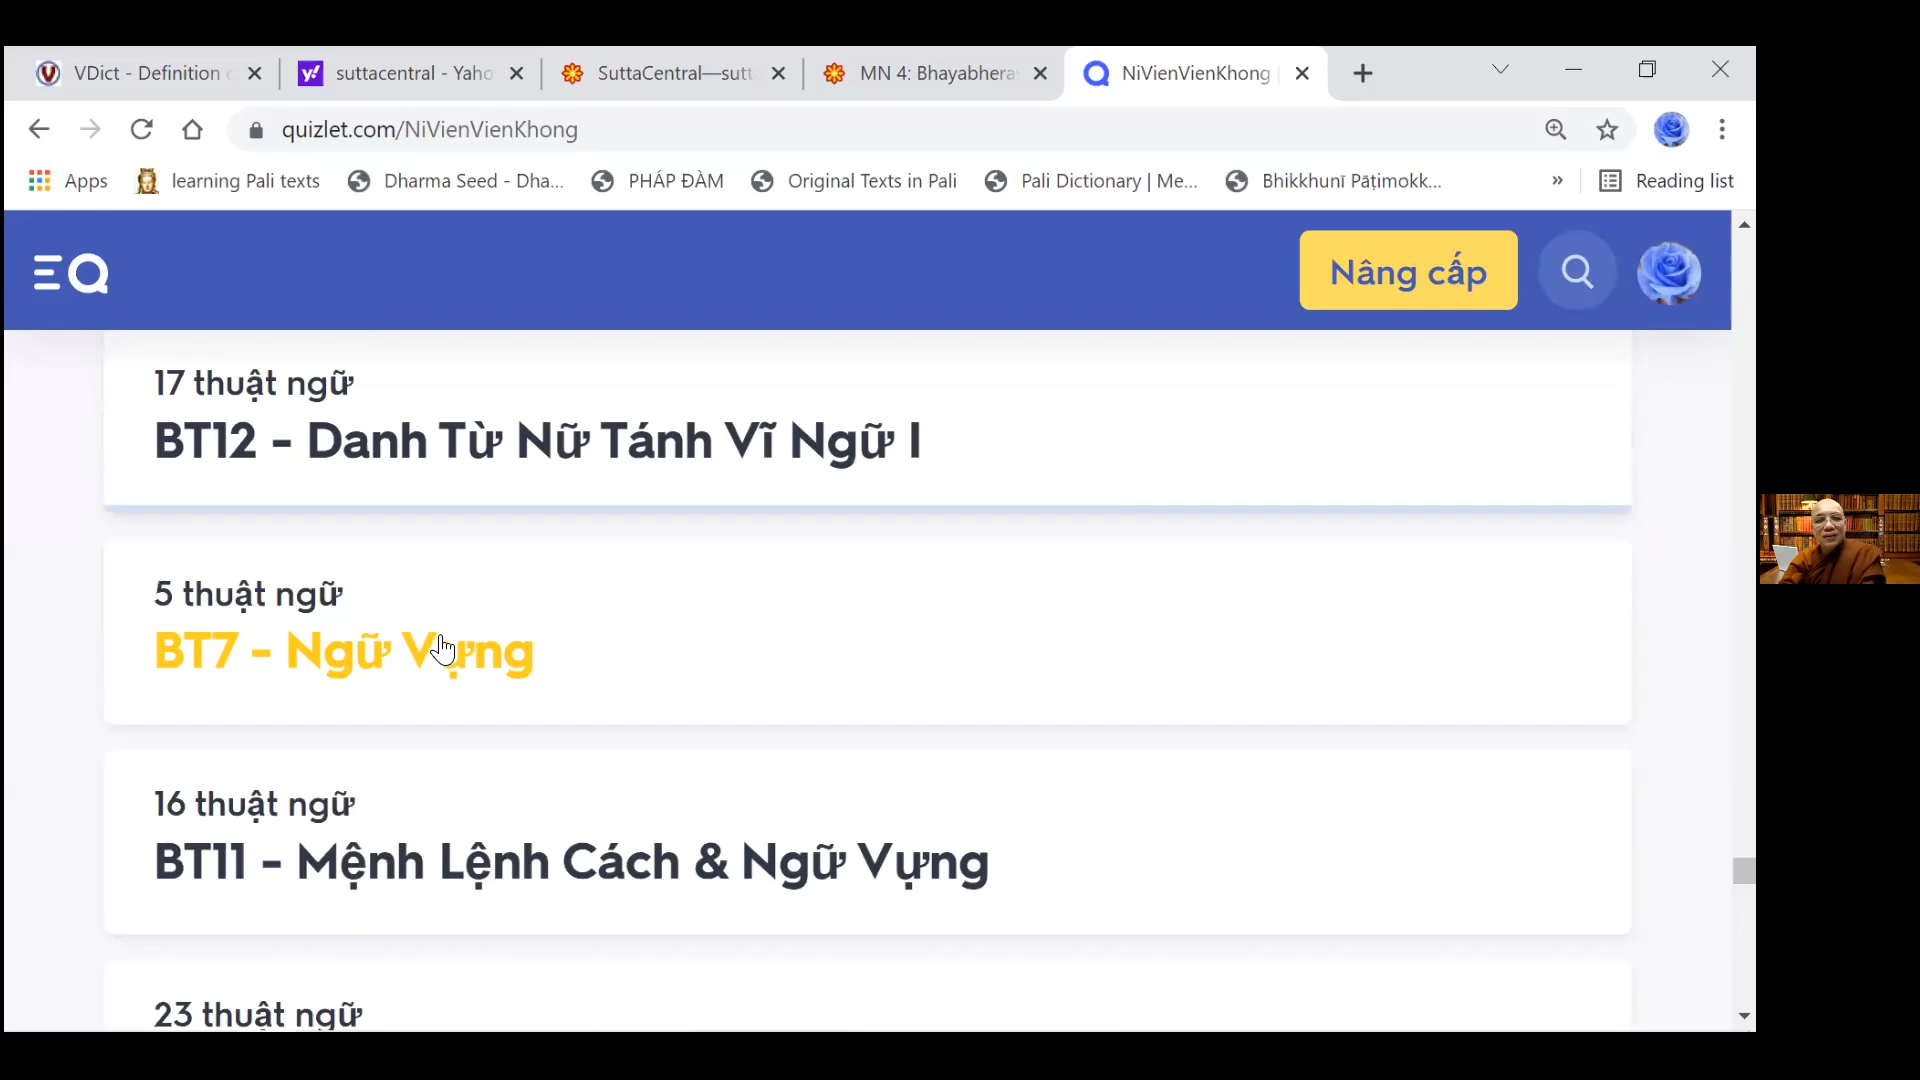 VDict - Definition
suttacentral - Yaho
SuttaCentral—sutt
MN 4: Bhayabhera
NiVienVienKhong
quizlet.com/NiVienVienKhong
Apps
learning Pali texts
Dharma Seed - Dha...
PHÁP ĐÀM
Original Texts in Pali
Pali Dictionary | Me...
Bhikkhunī Pāṭimokk...
»
Reading list
Nâng cấp
17 thuật ngữ
BT12 - Danh Từ Nữ Tánh Vĩ Ngữ I
5 thuật ngữ
BT7 - Ngữ Vựng
16 thuật ngữ
BT11 - Mệnh Lệnh Cách & Ngữ Vựng
23 thuật ngữ